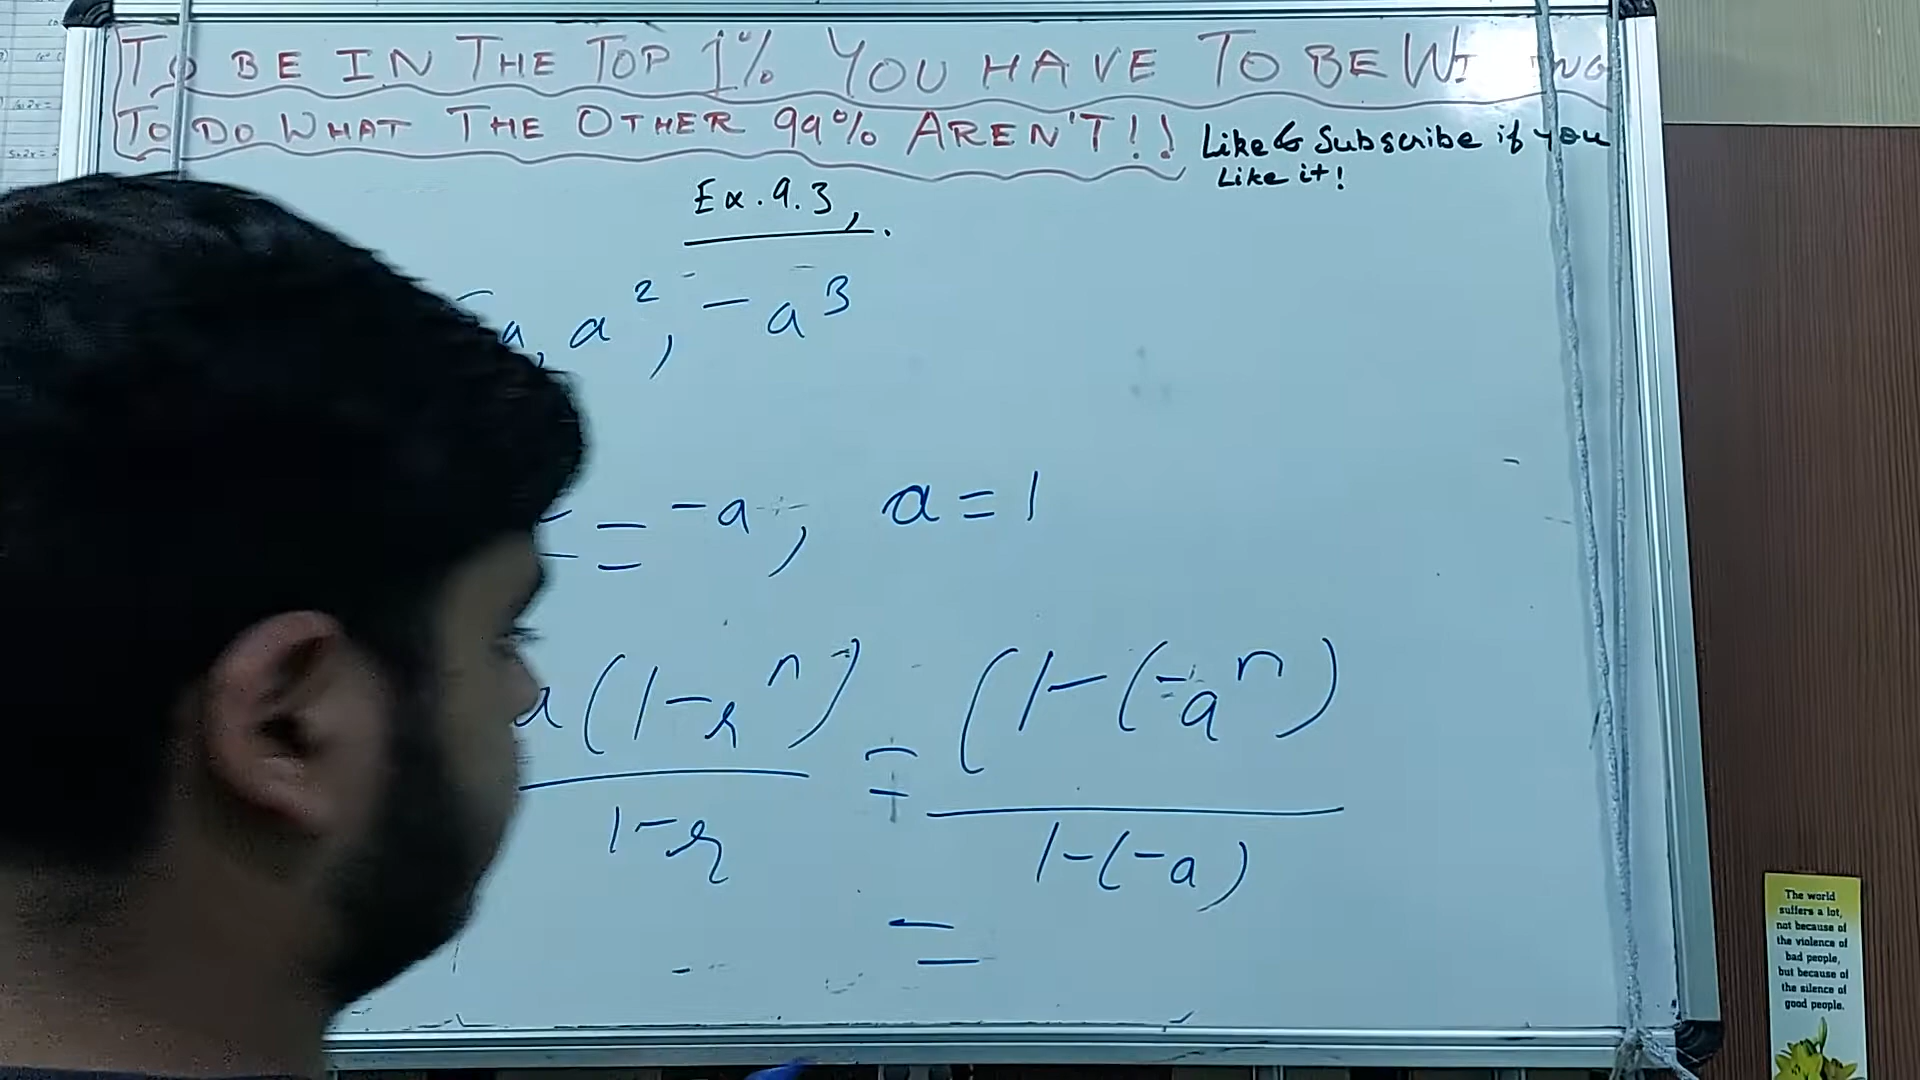 TO BE IN THE TOP 1% YOU HAVE TO BE
TO DO WHAT THE OTHER 99% AREN'T!!
Like & Subscribe if you
Like it!
Ex. 9.3,.
a, a², -a³
r = -a, a = 1
a(1-rⁿ) / 1-r = (1-(-aⁿ) / 1-(-a)
=
The world
suffers a lot,
not because of
the violence of
bad people,
but because of
the silence of
good people.